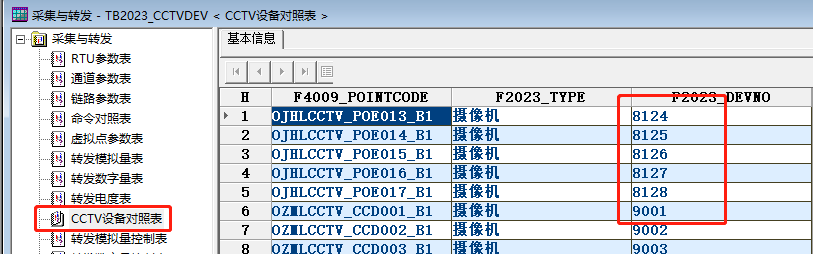 采集与转发 - TB2023_CCTVDEV < CCTV设备对照表 >
采集与转发
RTU参数表
通道参数表
链路参数表
命令对照表
虚拟点参数表
转发模拟量表
转发数字量表
转发电度表
CCTV设备对照表
转发模拟量控制表
基本信息
H F4009_POINTCODE F2023_TYPE F2023_DEVNO
1 OJHLCCTV_POE013_B1 摄像机 8124
2 OJHLCCTV_POE014_B1 摄像机 8125
3 OJHLCCTV_POE015_B1 摄像机 8126
4 OJHLCCTV_POE016_B1 摄像机 8127
5 OJHLCCTV_POE017_B1 摄像机 8128
6 OZMLCCTV_CCD001_B1 摄像机 9001
7 OZMLCCTV_CCD002_B1 摄像机 9002
8 OZMLCCTV_CCD003_B1 摄像机 9003